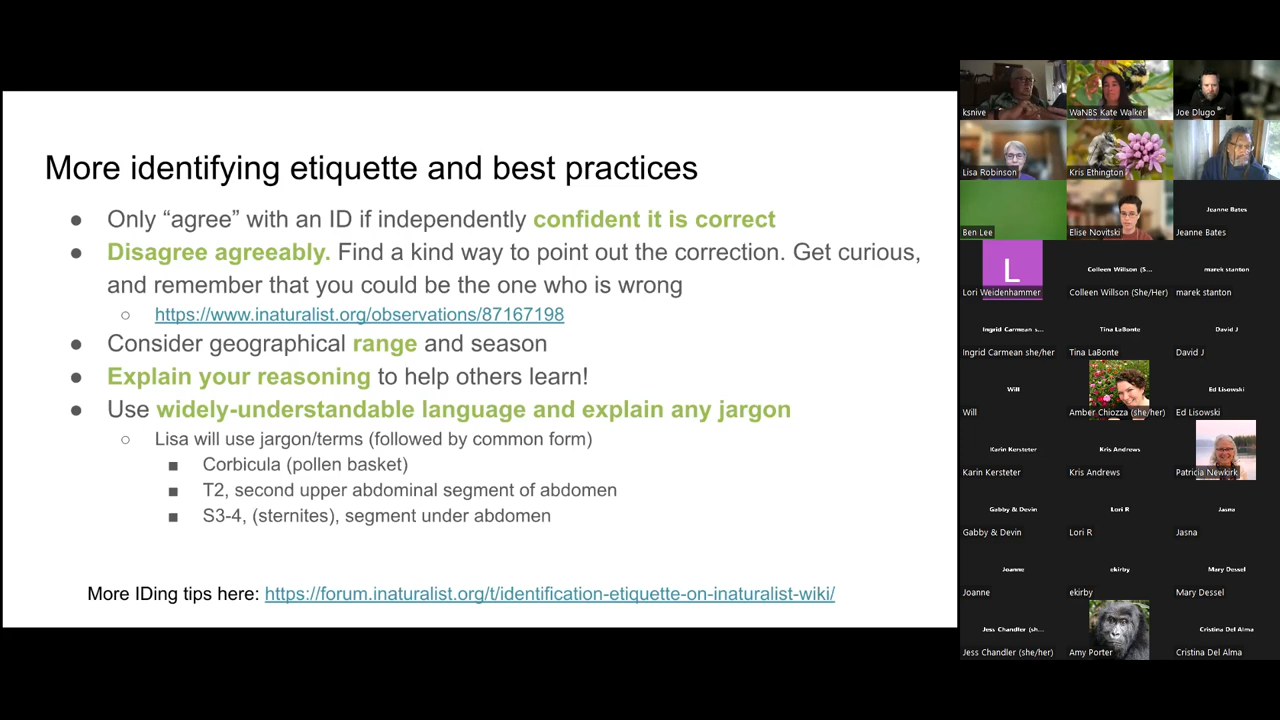 More identifying etiquette and best practices
● Only “agree” with an ID if independently confident it is correct
● Disagree agreeably. Find a kind way to point out the correction. Get curious,
and remember that you could be the one who is wrong
○ https://www.inaturalist.org/observations/87167198
● Consider geographical range and season
● Explain your reasoning to help others learn!
● Use widely-understandable language and explain any jargon
○ Lisa will use jargon/terms (followed by common form)
■ Corbicula (pollen basket)
■ T2, second upper abdominal segment of abdomen
■ S3-4, (sternites), segment under abdomen
More IDing tips here: https://forum.inaturalist.org/t/identification-etiquette-on-inaturalist-wiki/
ksnive
WaNBS Kate Walker
Joe Dlugo
Lisa Robinson
Kris Ethington
Ben Lee
Elise Novitski
Jeanne Bates
Jeanne Bates
L
Lori Weidenhammer
Colleen Willson (S...
Colleen Willson (She/Her)
marek stanton
marek stanton
Ingrid Carmean s...
Ingrid Carmean she/her
Tina LaBonte
Tina LaBonte
David J
David J
Will
Will
Amber Chiozza (she/her)
Ed Lisowski
Ed Lisowski
Karin Kersteter
Karin Kersteter
Kris Andrews
Kris Andrews
Patricia Newkirk
Gabby & Devin
Gabby & Devin
Lori R
Lori R
Jasna
Jasna
Joanne
Joanne
ekirby
ekirby
Mary Dessel
Mary Dessel
Jess Chandler (sh...
Jess Chandler (she/her)
Amy Porter
Cristina Del Alma
Cristina Del Alma